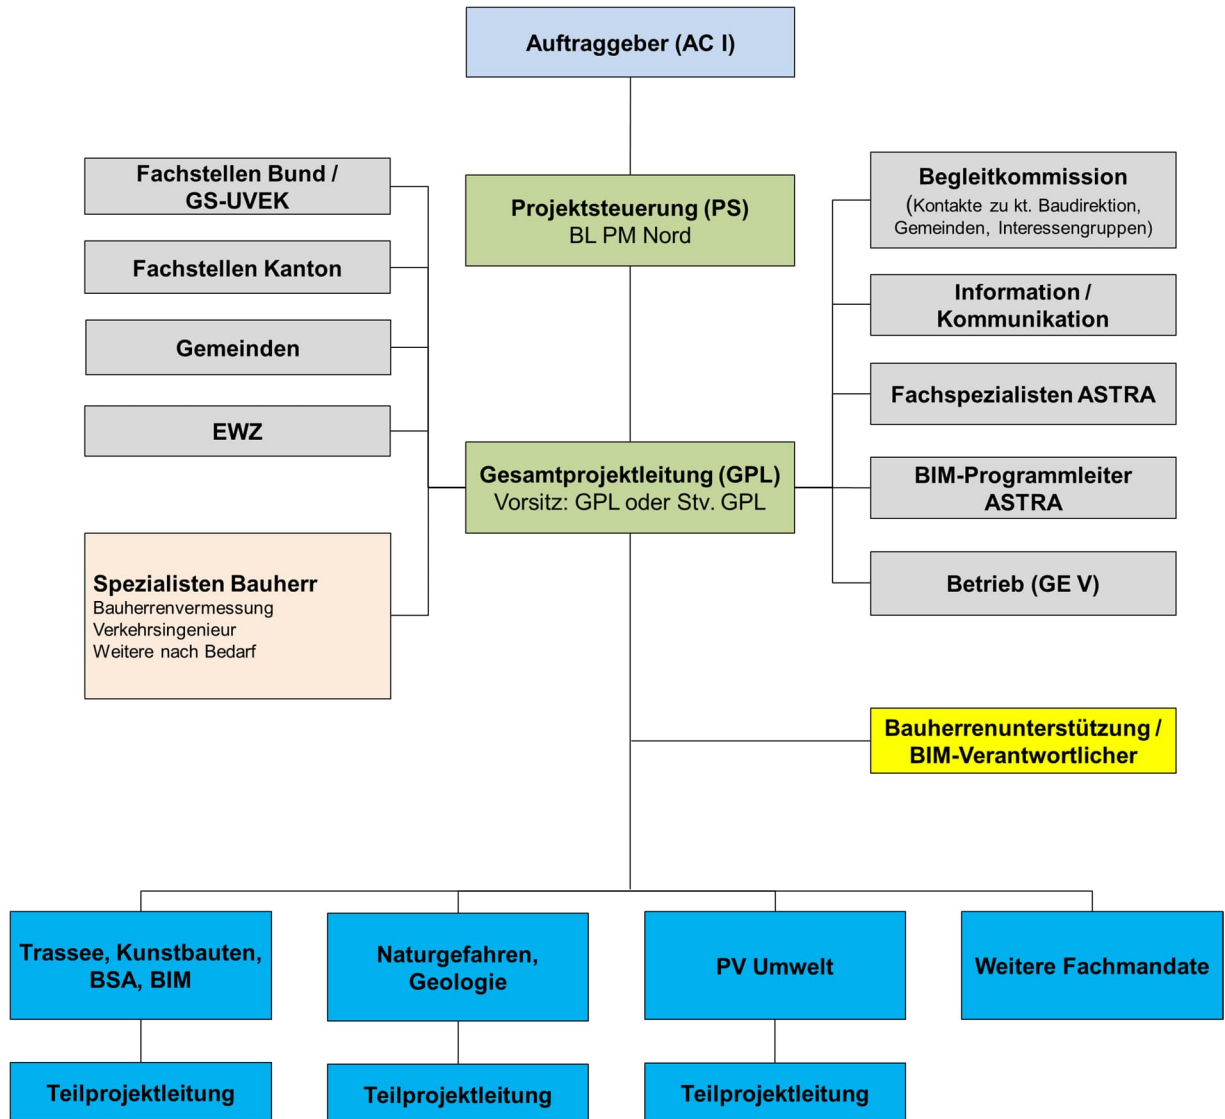 Auftraggeber (AC I)
Fachstellen Bund /
GS-UVEK
Fachstellen Kanton
Gemeinden
EWZ
Spezialisten Bauherr
Bauherrenvermessung
Verkehrsingenieur
Weitere nach Bedarf
Projektsteuerung (PS)
BL PM Nord
Gesamtprojektleitung (GPL)
Vorsitz: GPL oder Stv. GPL
Begleitkommission
(Kontakte zu kt. Baudirektion,
Gemeinden, Interessengruppen)
Information /
Kommunikation
Fachspezialisten ASTRA
BIM-Programmleiter
ASTRA
Betrieb (GE V)
Bauherrenunterstützung /
BIM-Verantwortlicher
Trassee, Kunstbauten,
BSA, BIM
Naturgefahren,
Geologie
PV Umwelt
Weitere Fachmandate
Teilprojektleitung
Teilprojektleitung
Teilprojektleitung